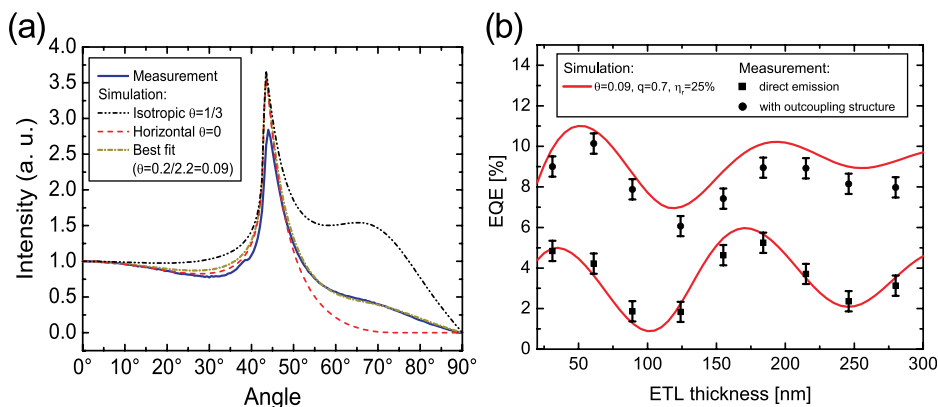 (a)
4.0
3.5
3.0
2.5
2.0
1.5
1.0
0.5
0.0
Intensity (a. u.)
Measurement
Simulation:
Isotropic θ=1/3
Horizontal θ=0
Best fit
(θ=0.2/2.2=0.09)
0° 10° 20° 30° 40° 50° 60° 70° 80° 90°
Angle
(b)
14
12
10
8
6
4
2
0
EQE [%]
Simulation:
θ=0.09, q=0.7, ηr=25%
Measurement:
direct emission
with outcoupling structure
50 100 150 200 250 300
ETL thickness [nm]